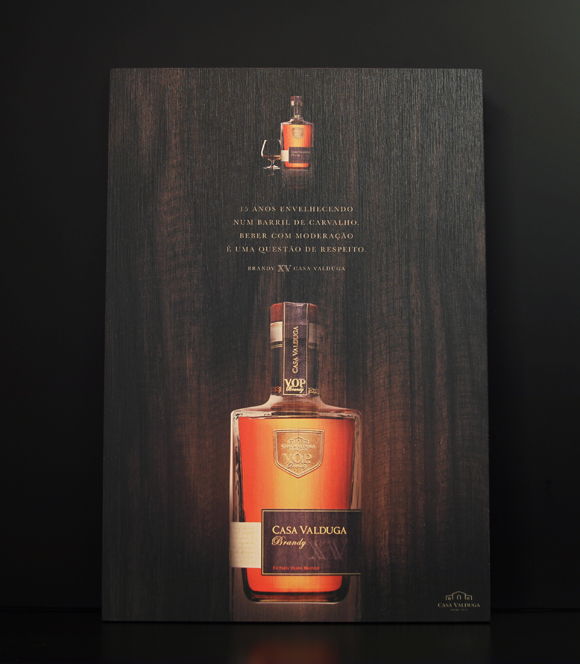 15 ANOS ENVELHECENDO
NUM BARRIL DE CARVALHO.
BEBER COM MODERAÇÃO
É UMA QUESTÃO DE RESPEITO.
BRANDY XV CASA VALDUGA
CASA VALDUGA
V.O.P
Brandy
V.O.P
Brandy
CASA VALDUGA
Brandy
XV
CASA VALDUGA